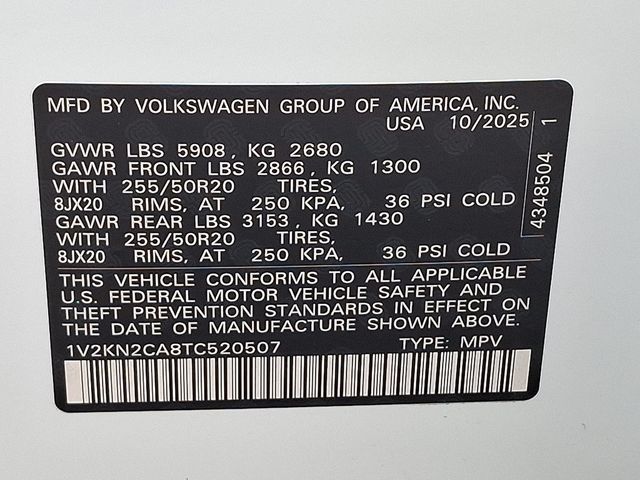 MFD BY VOLKSWAGEN GROUP OF AMERICA, INC.
USA 10/2025
GVWR LBS 5908, KG 2680
GAWR FRONT LBS 2866, KG 1300
WITH 255/50R20 TIRES,
8JX20 RIMS, AT 250 KPA, 36 PSI COLD
GAWR REAR LBS 3153, KG 1430
WITH 255/50R20 TIRES,
8JX20 RIMS, AT 250 KPA, 36 PSI COLD
THIS VEHICLE CONFORMS TO ALL APPLICABLE
U.S. FEDERAL MOTOR VEHICLE SAFETY AND
THEFT PREVENTION STANDARDS IN EFFECT ON
THE DATE OF MANUFACTURE SHOWN ABOVE.
1V2KN2CA8TC520507 TYPE: MPV
4348504 1